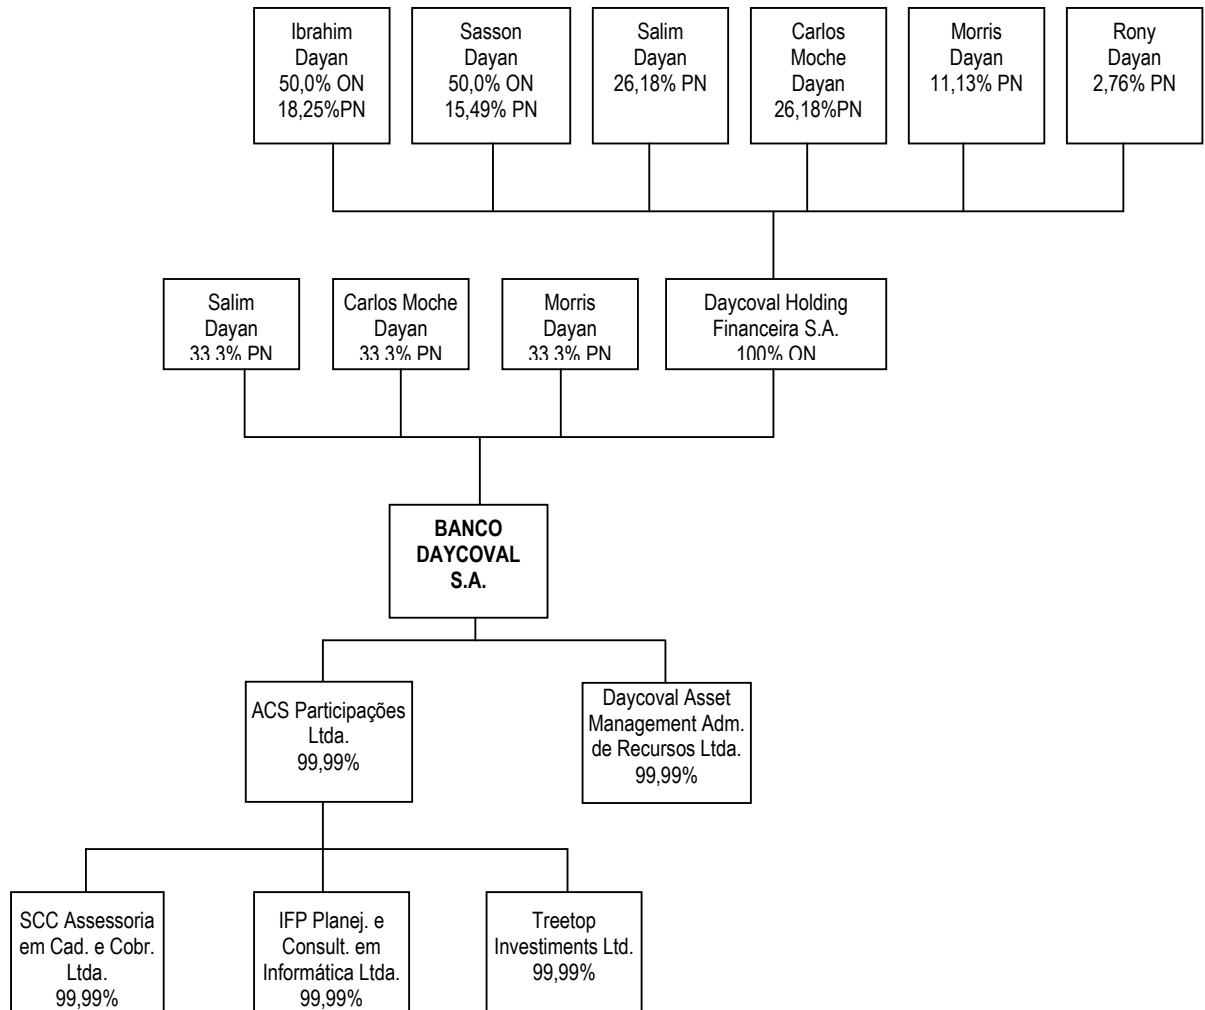 Ibrahim
Dayan
50,0% ON
18,25%PN
Sasson
Dayan
50,0% ON
15,49% PN
Salim
Dayan
26,18% PN
Carlos
Moche
Dayan
26,18%PN
Morris
Dayan
11,13% PN
Rony
Dayan
2,76% PN
Salim
Dayan
33,3% PN
Carlos Moche
Dayan
33,3% PN
Morris
Dayan
33,3% PN
Daycoval Holding
Financeira S.A.
100% ON
BANCO
DAYCOVAL
S.A.
ACS Participações
Ltda.
99,99%
Daycoval Asset
Management Adm.
de Recursos Ltda.
99,99%
SCC Assessoria
em Cad. e Cobr.
Ltda.
99,99%
IFP Planej. e
Consult. em
Informática Ltda.
99,99%
Treetop
Investiments Ltd.
99,99%